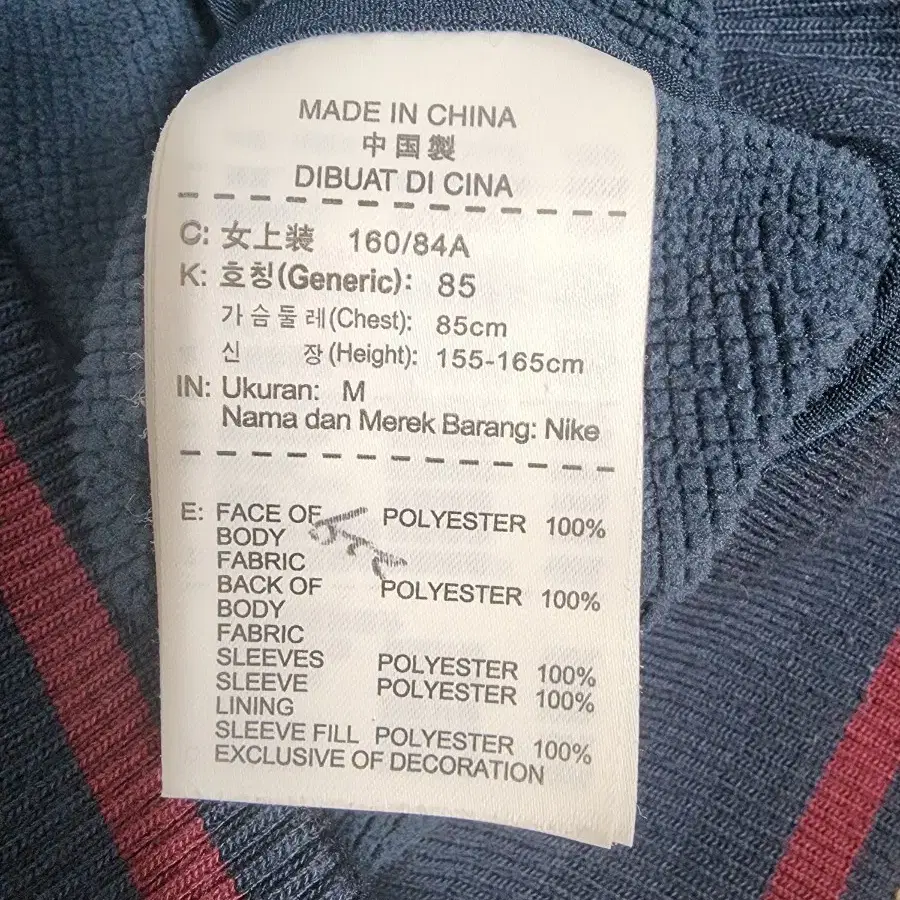 MADE IN CHINA
中国製
DIBUAT DI CINA
C: 女上装 160/84A
K: 호칭(Generic): 85
가슴둘레(Chest): 85cm
신 장(Height): 155-165cm
IN: Ukuran: M
Nama dan Merek Barang: Nike
E: FACE OF POLYESTER 100%
BODY
FABRIC
BACK OF POLYESTER 100%
BODY
FABRIC
SLEEVES POLYESTER 100%
SLEEVE POLYESTER 100%
LINING
SLEEVE FILL POLYESTER 100%
EXCLUSIVE OF DECORATION